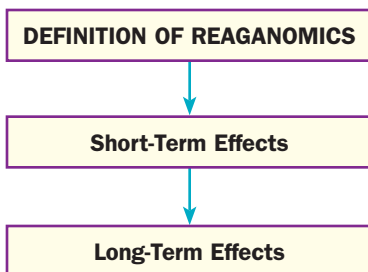 DEFINITION OF REAGANOMICS
Short-Term Effects
Long-Term Effects